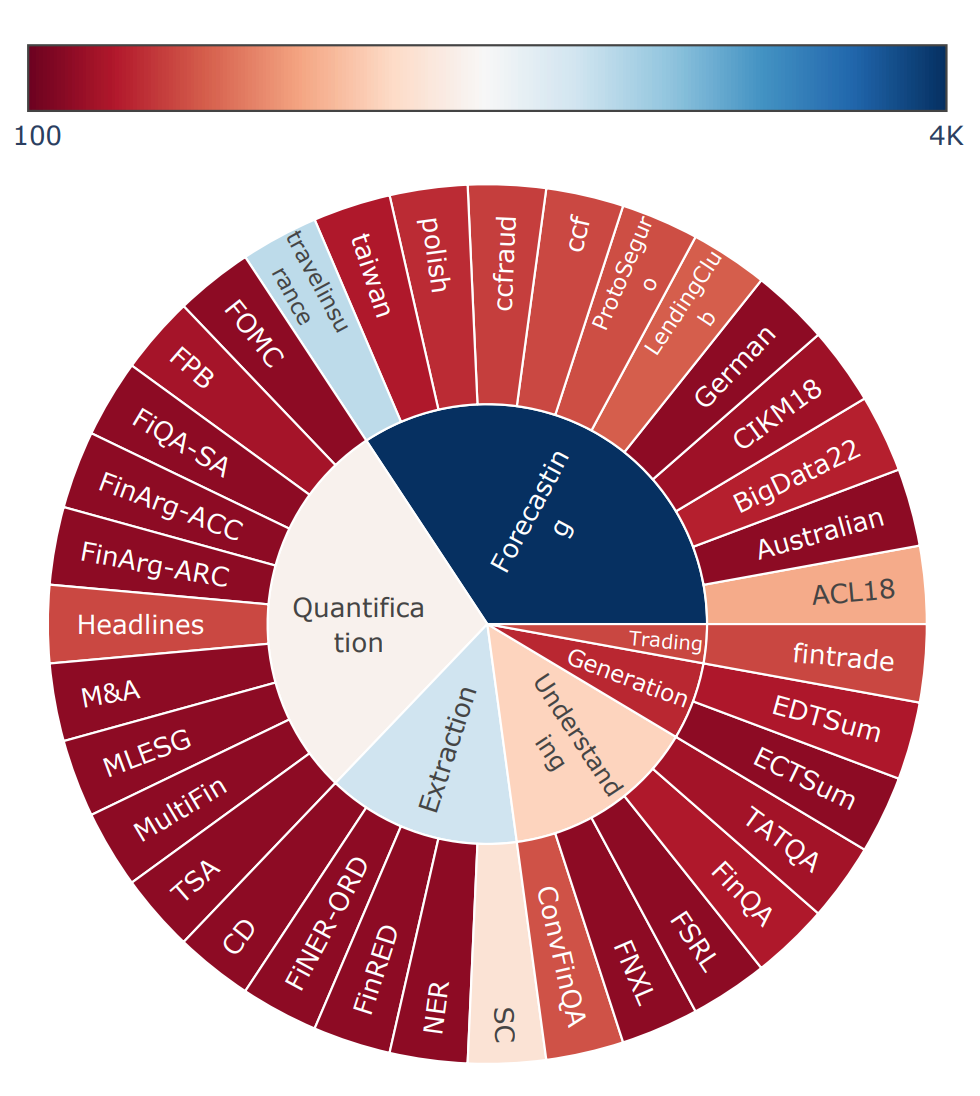 100
4K
travelinsu
rance
taiwan
polish
ccfraud
ccf
ProtoSegur
o
LendingClu
b
German
CIKM18
BigData22
Australian
ACL18
fintrade
EDTSum
ECTSum
TATQA
FinQA
FSRL
FNXL
ConvFinQA
SC
NER
FinRED
FiNER-ORD
CD
TSA
MultiFin
MLESG
M&A
Headlines
FinArg-ARC
FinArg-ACC
FiQA-SA
FPB
FOMC
Forecastin
g
Quantifica
tion
Extraction
Understand
ing
Generation
Trading